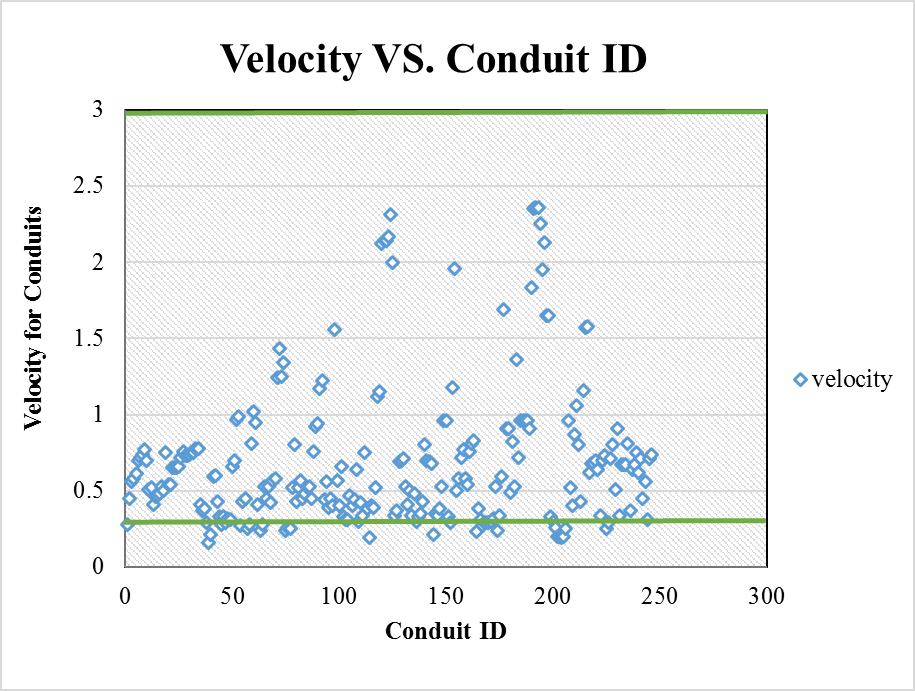 Velocity VS. Conduit ID
Velocity for Conduits
3
2.5
2
1.5
1
0.5
0
0 50 100 150 200 250 300
Conduit ID
velocity